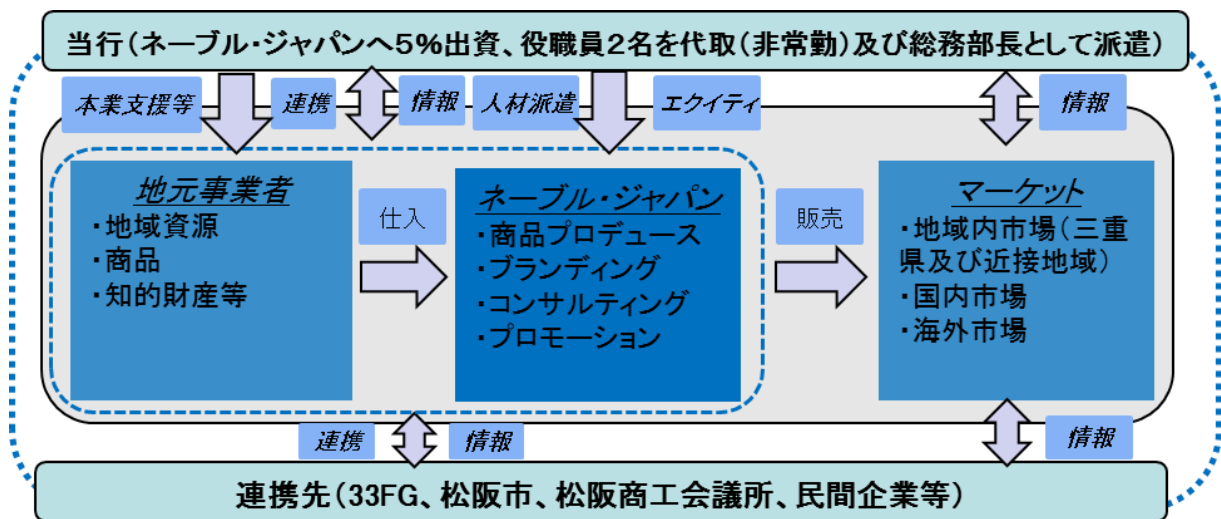 当行(ネーブル・ジャパンへ5%出資、役職員2名を代取(非常勤)及び総務部長として派遣)
本業支援等
連携
情報
人材派遣
エクイティ
情報
地元事業者
・地域資源
・商品
・知的財産等
仕入
ネーブル・ジャパン
・商品プロデュース
・ブランディング
・コンサルティング
・プロモーション
販売
マーケット
・地域内市場(三重
県及び近接地域)
・国内市場
・海外市場
連携
情報
情報
連携先(33FG、松阪市、松阪商工会議所、民間企業等)